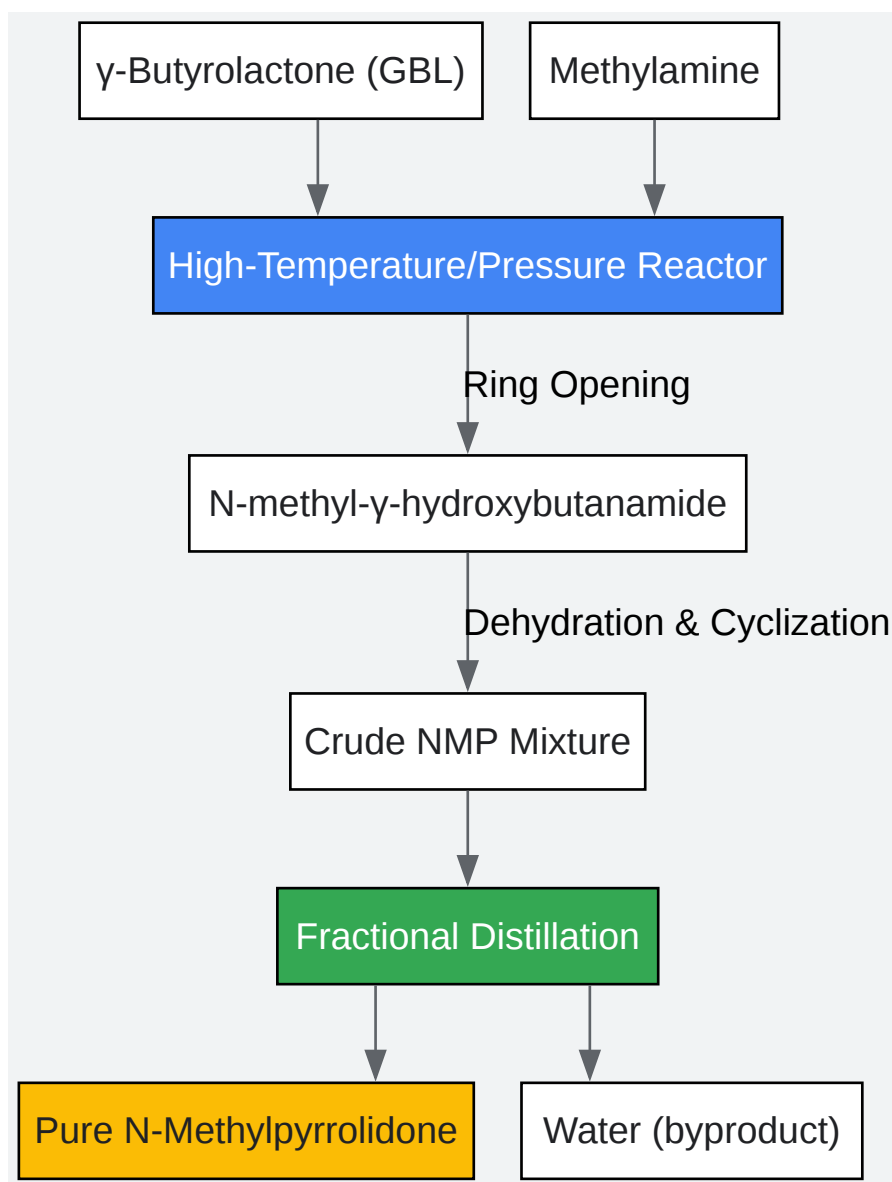 γ-Butyrolactone (GBL)
Methylamine
High-Temperature/Pressure Reactor
Ring Opening
N-methyl-γ-hydroxybutanamide
Dehydration & Cyclization
Crude NMP Mixture
Fractional Distillation
Pure N-Methylpyrrolidone
Water (byproduct)